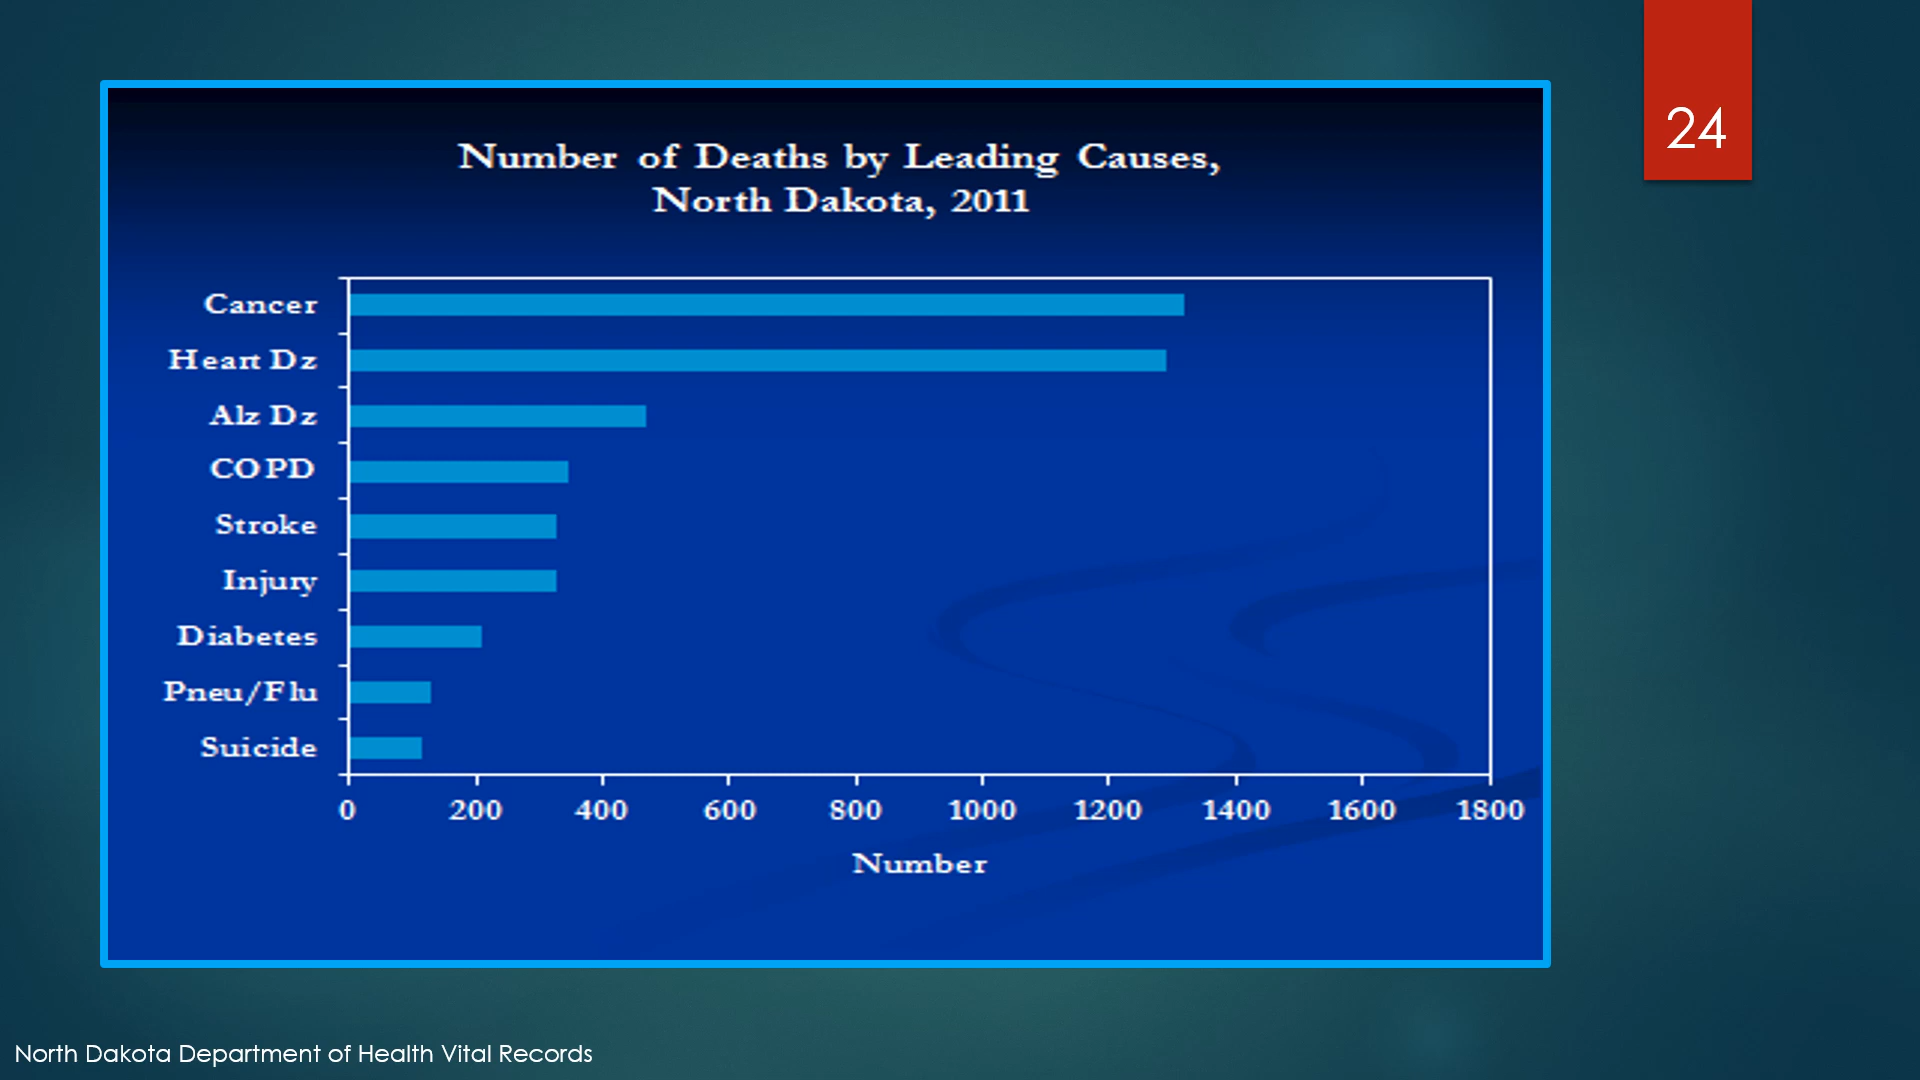 24
Number of Deaths by Leading Causes,
North Dakota, 2011
Cancer
Heart Dz
Alz Dz
COPD
Stroke
Injury
Diabetes
Pneu/Flu
Suicide
0 200 400 600 800 1000 1200 1400 1600 1800
Number
North Dakota Department of Health Vital Records